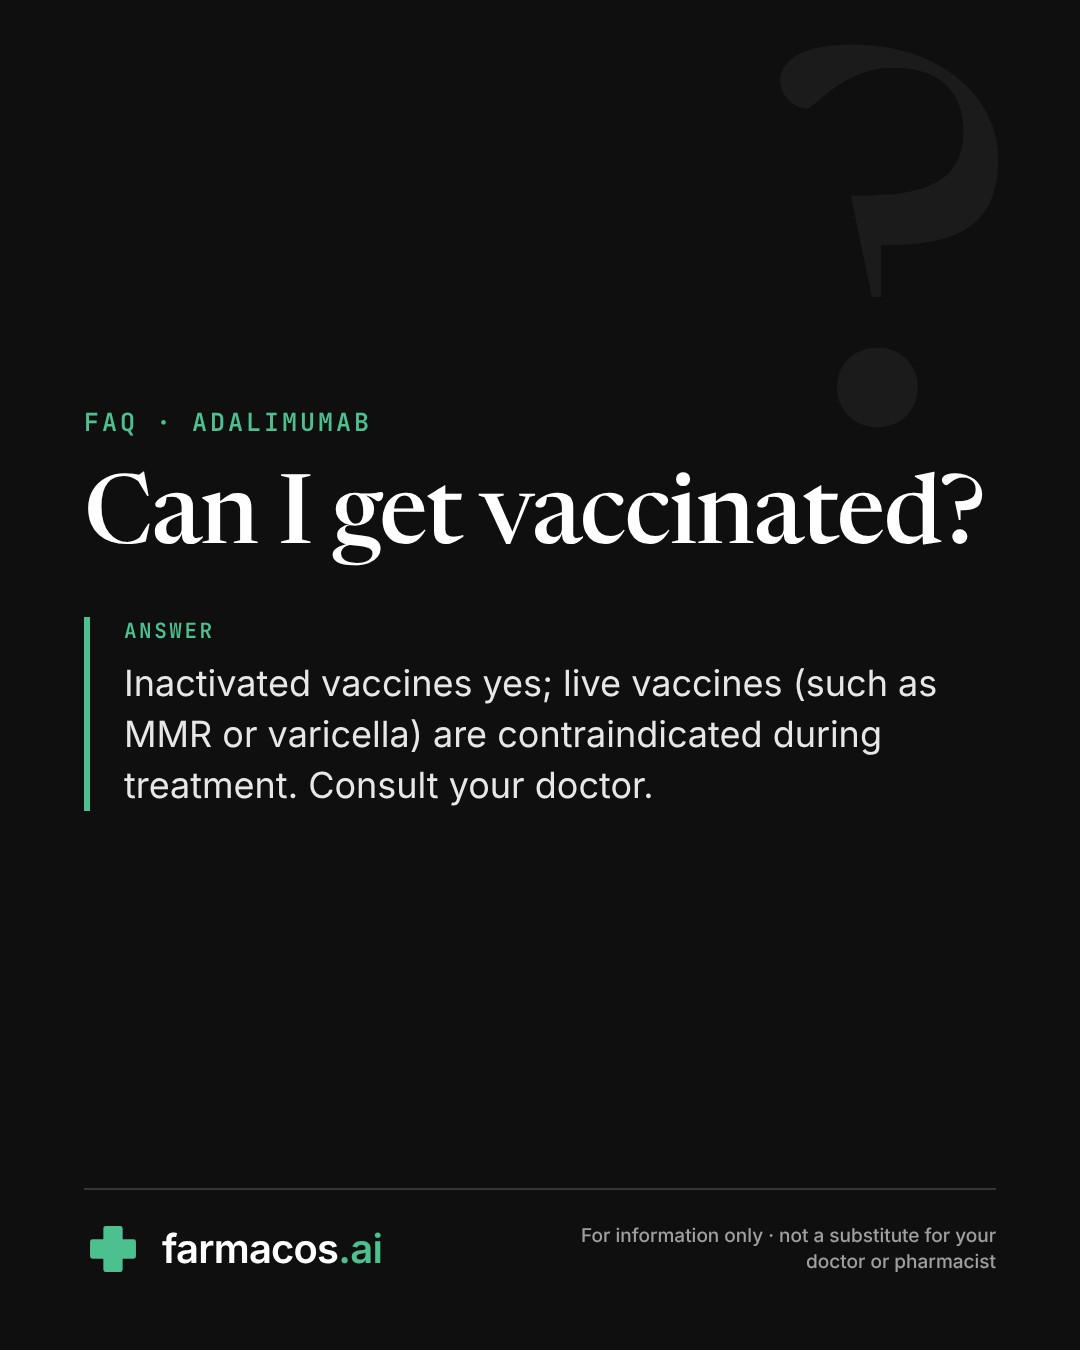 ?
FAQ · ADALIMUMAB
Can I get vaccinated?
ANSWER
Inactivated vaccines yes; live vaccines (such as
MMR or varicella) are contraindicated during
treatment. Consult your doctor.
farmacos.ai
For information only · not a substitute for your
doctor or pharmacist